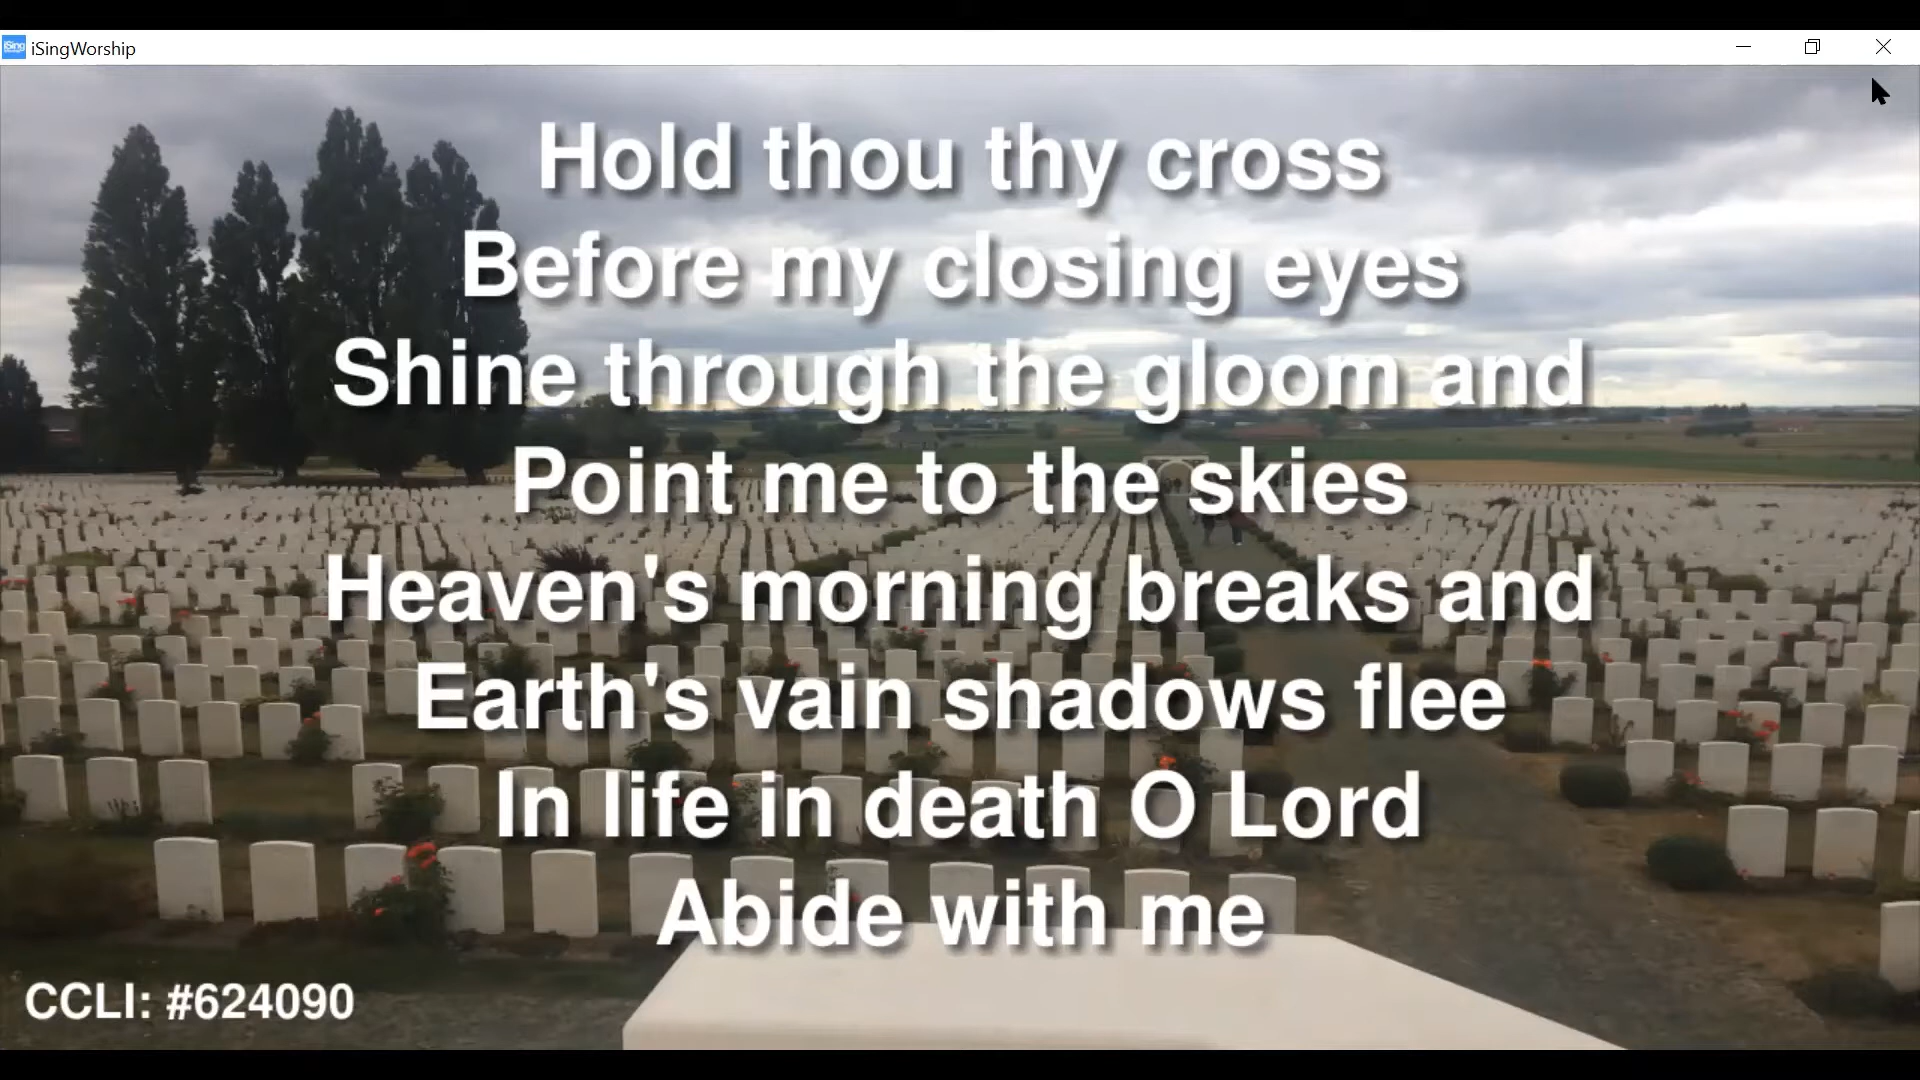 iSing iSingWorship
Hold thou thy cross
Before my closing eyes
Shine through the gloom and
Point me to the skies
Heaven's morning breaks and
Earth's vain shadows flee
In life in death O Lord
Abide with me
CCLI: #624090